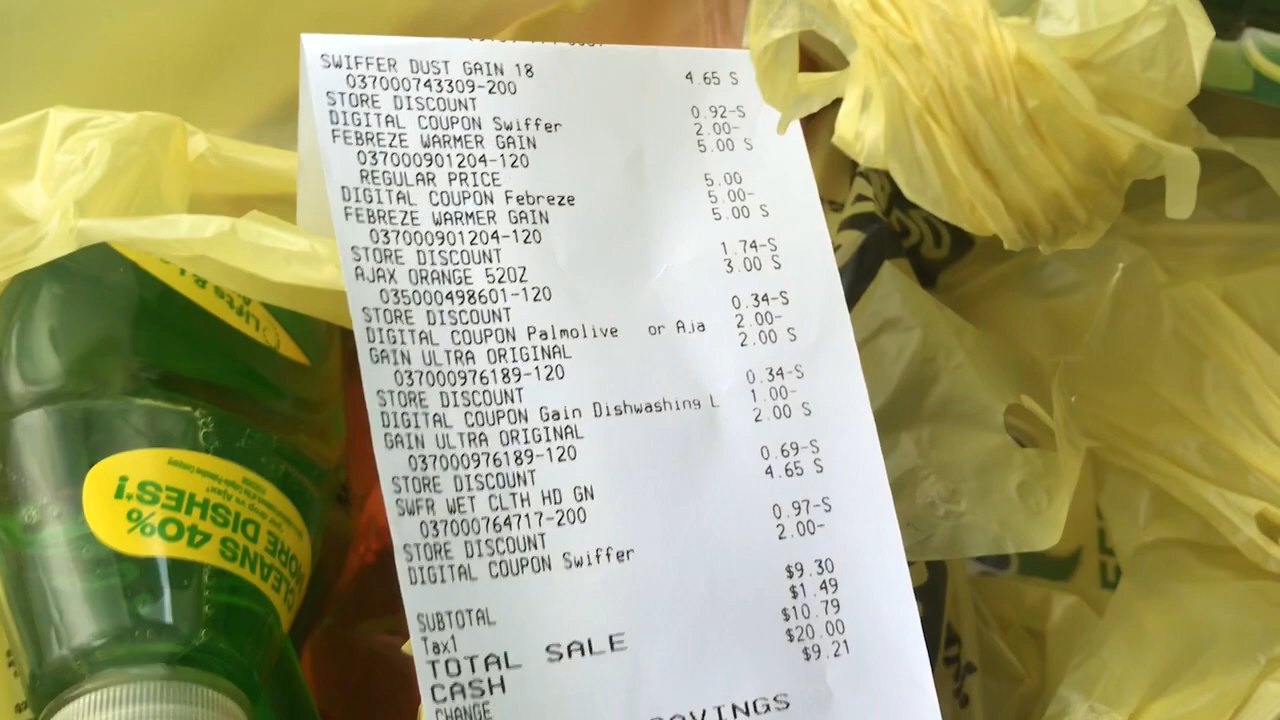 SWIFFER DUST GAIN 18 4.65 S
037000743309-200
STORE DISCOUNT 0.92-S
DIGITAL COUPON Swiffer 2.00-
FEBREZE WARMER GAIN 5.00 S
037000901204-120
REGULAR PRICE 5.00
DIGITAL COUPON Febreze 5.00-
FEBREZE WARMER GAIN 5.00 S
037000901204-120
STORE DISCOUNT 1.74-S
AJAX ORANGE 52OZ 3.00 S
035000498601-120
STORE DISCOUNT 0.34-S
DIGITAL COUPON Palmolive or Aja 2.00-
GAIN ULTRA ORIGINAL 2.00 S
037000976189-120
STORE DISCOUNT 0.34-S
DIGITAL COUPON Gain Dishwashing L 1.00-
GAIN ULTRA ORIGINAL 2.00 S
037000976189-120
STORE DISCOUNT 0.69-S
SWFR WET CLTH HD GN 4.65 S
037000764717-200
STORE DISCOUNT 0.97-S
DIGITAL COUPON Swiffer 2.00-
SUBTOTAL $9.30
Tax1 $1.49
TOTAL SALE $10.79
CASH $20.00
CHANGE $9.21
CLEANS 40%
MORE DISHES*!
Lifts &